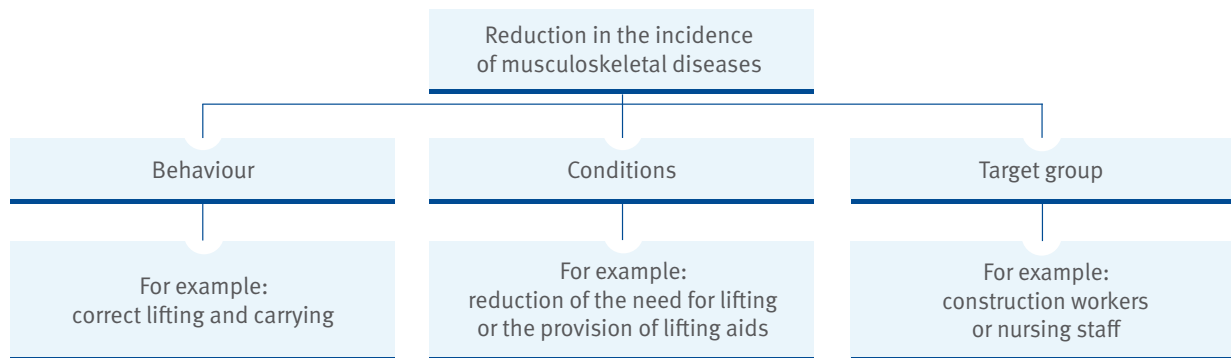 Reduction in the incidence
of musculoskeletal diseases
Behaviour
Conditions
Target group
For example:
correct lifting and carrying
For example:
reduction of the need for lifting
or the provision of lifting aids
For example:
construction workers
or nursing staff